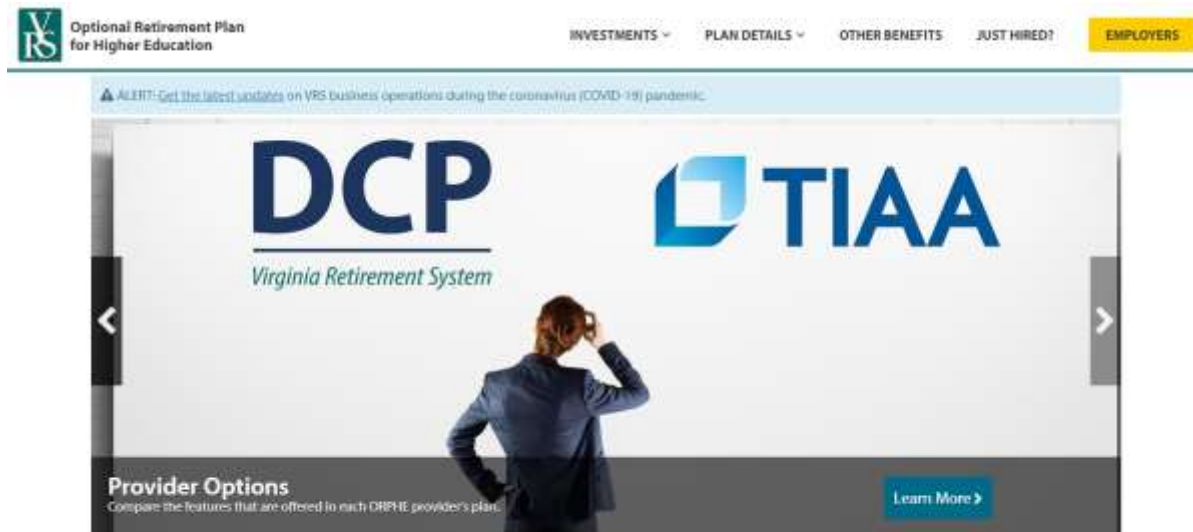 VRS
Optional Retirement Plan
for Higher Education
INVESTMENTS
PLAN DETAILS
OTHER BENEFITS
JUST HIRED?
EMPLOYERS
ALERT: Get the latest updates on VRS business operations during the coronavirus (COVID-19) pandemic.
DCP
Virginia Retirement System
TIAA
Provider Options
Compare the features that are offered in each ORPHE provider's plan.
Learn More